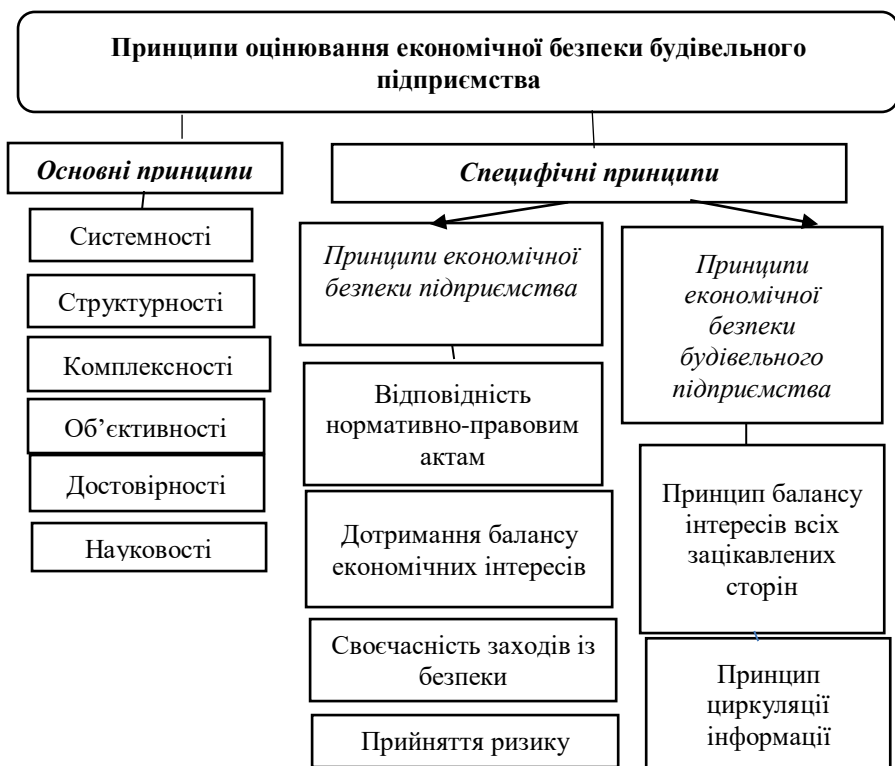 Принципи оцінювання економічної безпеки будівельного
підприємства
Основні принципи
Системності
Структурності
Комплексності
Об’єктивності
Достовірності
Науковості
Специфічні принципи
Принципи економічної
безпеки підприємства
Відповідність
нормативно-правовим
актам
Дотримання балансу
економічних інтересів
Своєчасність заходів із
безпеки
Прийняття ризику
Принципи
економічної
безпеки
будівельного
підприємства
Принцип балансу
інтересів всіх
зацікавлених
сторін
Принцип
циркуляції
інформації